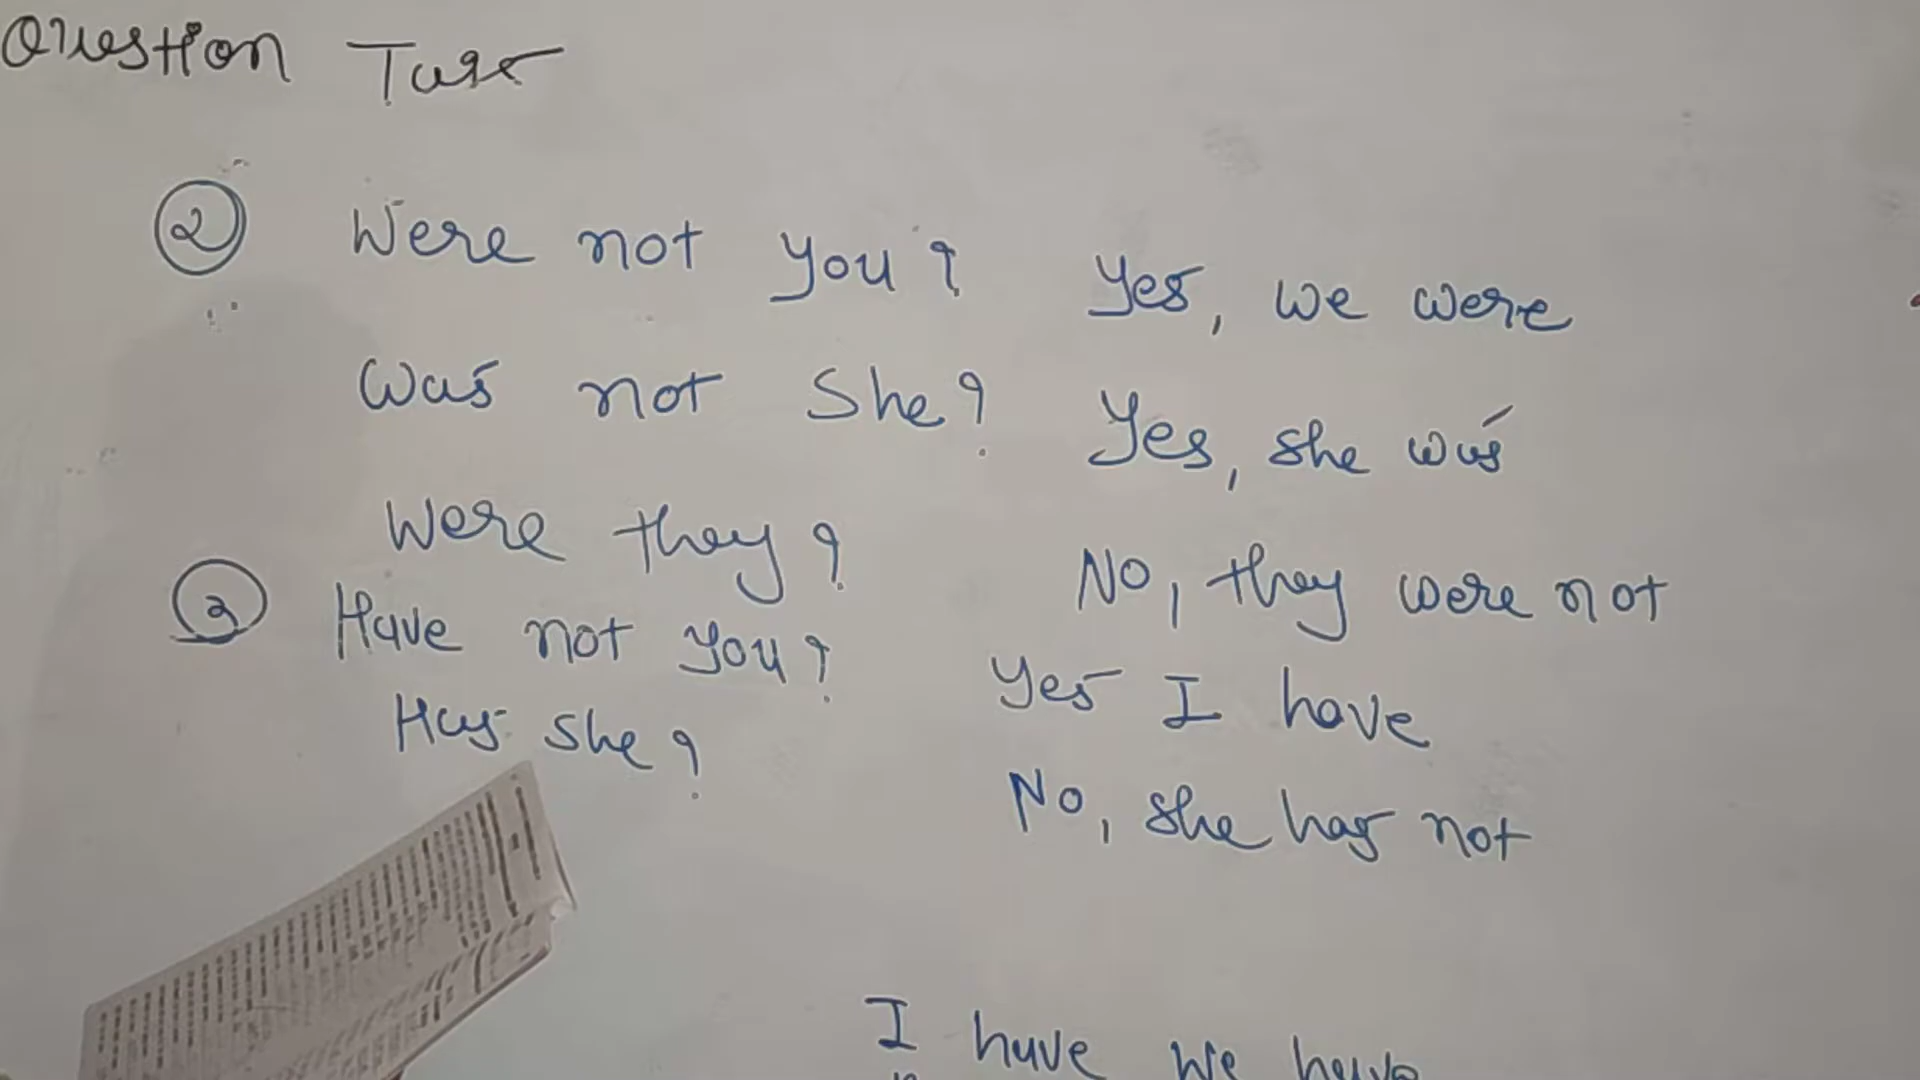 Question
② Were not you? Yes, we were
Was not She? Yes, she was
Were they? No, they were not
③ Have not you? Yes I have
Has she? No, she has not
I have we have